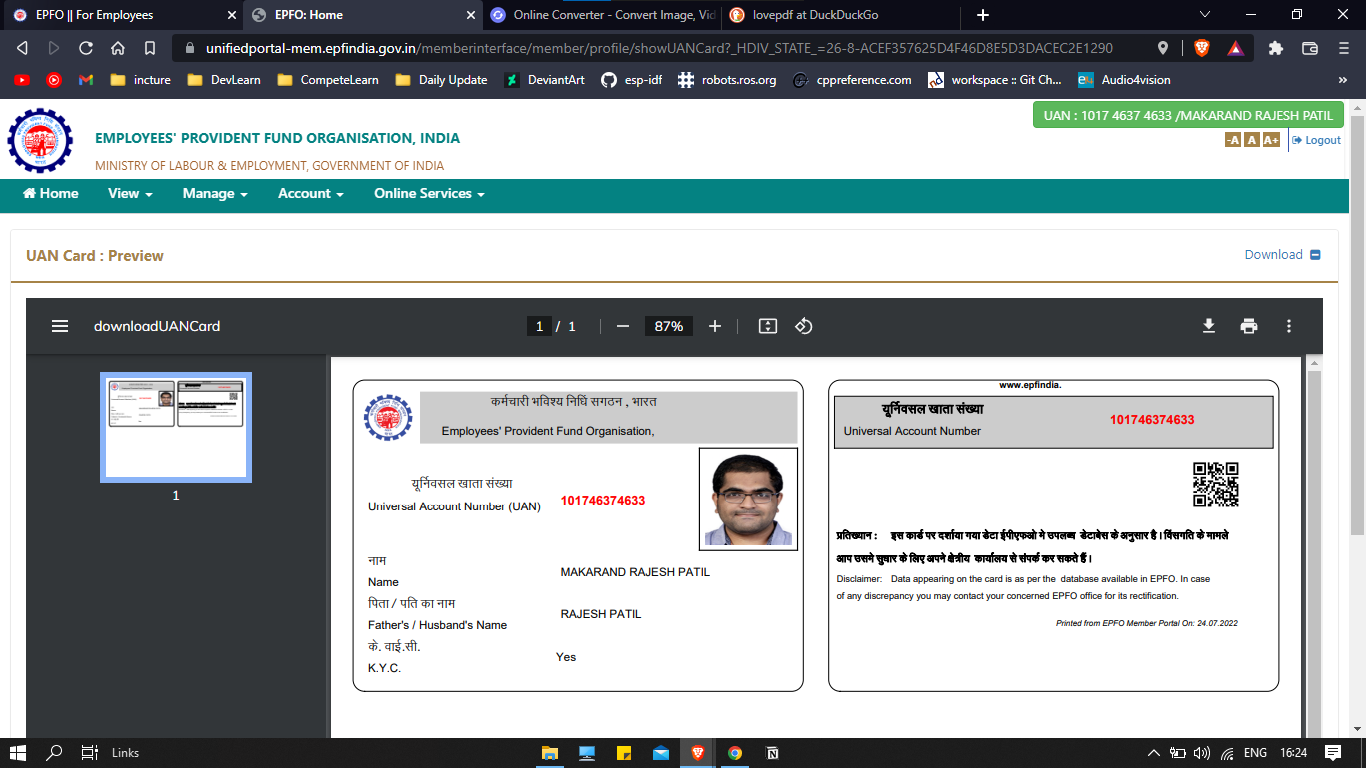 EPFO || For Employees
EPFO: Home
Online Converter - Convert Image, Vid
lovepdf at DuckDuckGo
unifiedportal-mem.epfindia.gov.in/memberinterface/member/profile/showUANCard?_HDIV_STATE_=26-8-ACEF357625D4F46D8E5D3DACEC2E1290
incture
DevLearn
CompeteLearn
Daily Update
DeviantArt
esp-idf
robots.ros.org
cppreference.com
workspace :: Git Ch...
Audio4vision
UAN : 1017 4637 4633 /MAKARAND RAJESH PATIL
EMPLOYEES' PROVIDENT FUND ORGANISATION, INDIA
-A A A+ Logout
MINISTRY OF LABOUR & EMPLOYMENT, GOVERNMENT OF INDIA
Home View Manage Account Online Services
UAN Card : Preview
Download
downloadUANCard
1 / 1
87%
1
कर्मचारी भविश्य निधि सगठन , भारत
Employees' Provident Fund Organisation,
यूर्निवसल खाता संख्या
Universal Account Number (UAN)
101746374633
नाम
Name
MAKARAND RAJESH PATIL
पिता / पति का नाम
Father's / Husband's Name
RAJESH PATIL
के. वाई.सी.
K.Y.C.
Yes
www.epfindia.
यूर्निवसल खाता संख्या
Universal Account Number
101746374633
प्रतिख्यान : इस कार्ड पर दर्शाया गया डेटा ईपीएफओ मे उपलब्ध डेटाबेस के अनुसार है । विंसगति के मामले
आप उसमे सुधार के लिए अपने क्षेत्रीय कार्यालय से संपर्क कर सकते हैं ।
Disclaimer: Data appearing on the card is as per the database available in EPFO. In case
of any discrepancy you may contact your concerned EPFO office for its rectification.
Printed from EPFO Member Portal On: 24.07.2022
Links
ENG
16:24